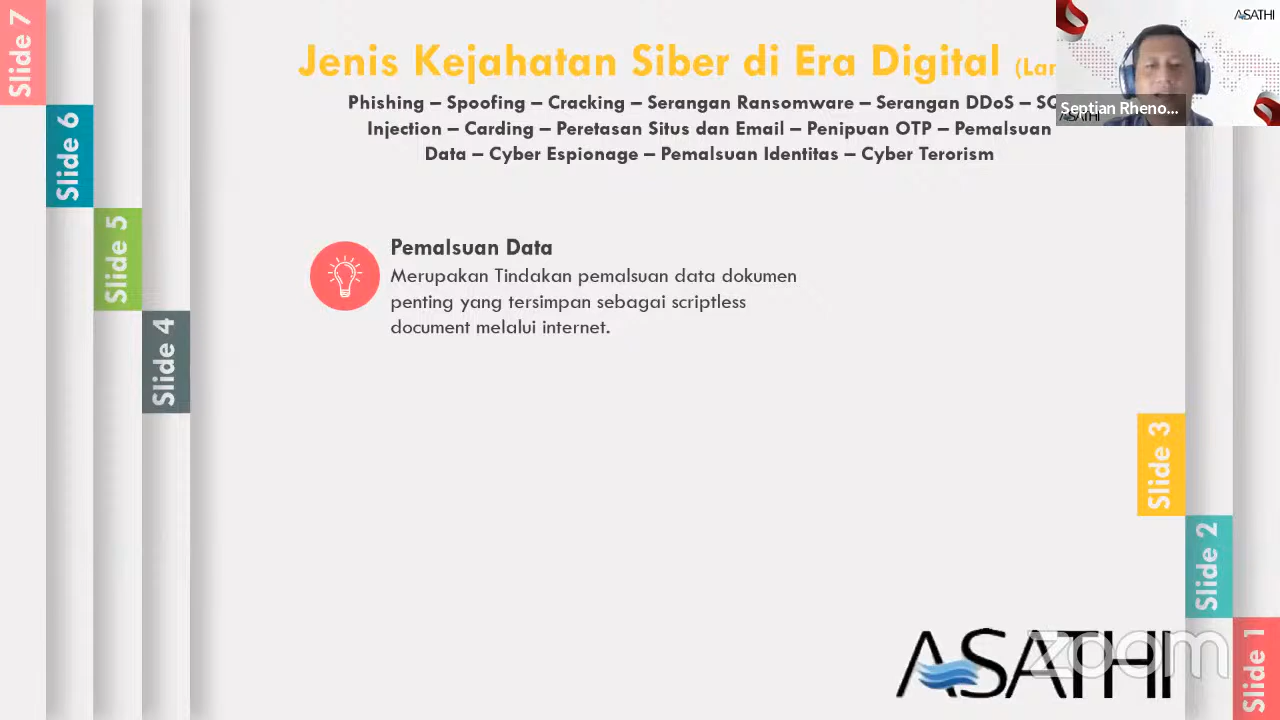 Slide 7
Slide 6
Slide 5
Slide 4
Jenis Kejahatan Siber di Era Digital
Phishing – Spoofing – Cracking – Serangan Ransomware – Serangan DDoS –
Injection – Carding – Peretasan Situs dan Email – Penipuan OTP – Pemalsuan
Data – Cyber Espionage – Pemalsuan Identitas – Cyber Terorism
Pemalsuan Data
Merupakan Tindakan pemalsuan data dokumen
penting yang tersimpan sebagai scriptless
document melalui internet.
ASATHI
Septian Rheno...
ASATHI
Slide 3
Slide 2
Slide 1
ASATHI
zoom